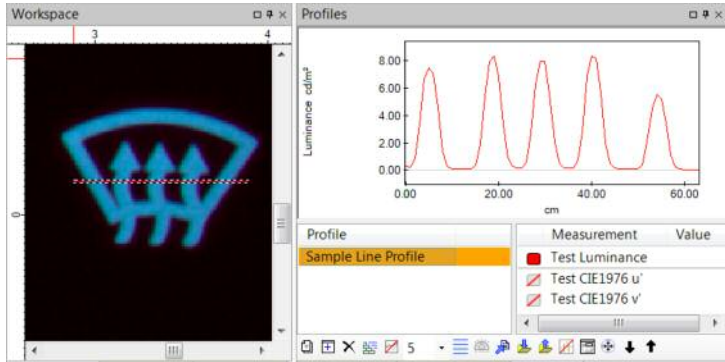 Workspace
3 4
0
Profiles
Luminance cd/m²
8.00
6.00
4.00
2.00
0.00
0.00 20.00 40.00 60.00
cm
Profile
Sample Line Profile
Measurement Value
Test Luminance
Test CIE1976 u'
Test CIE1976 v'
5